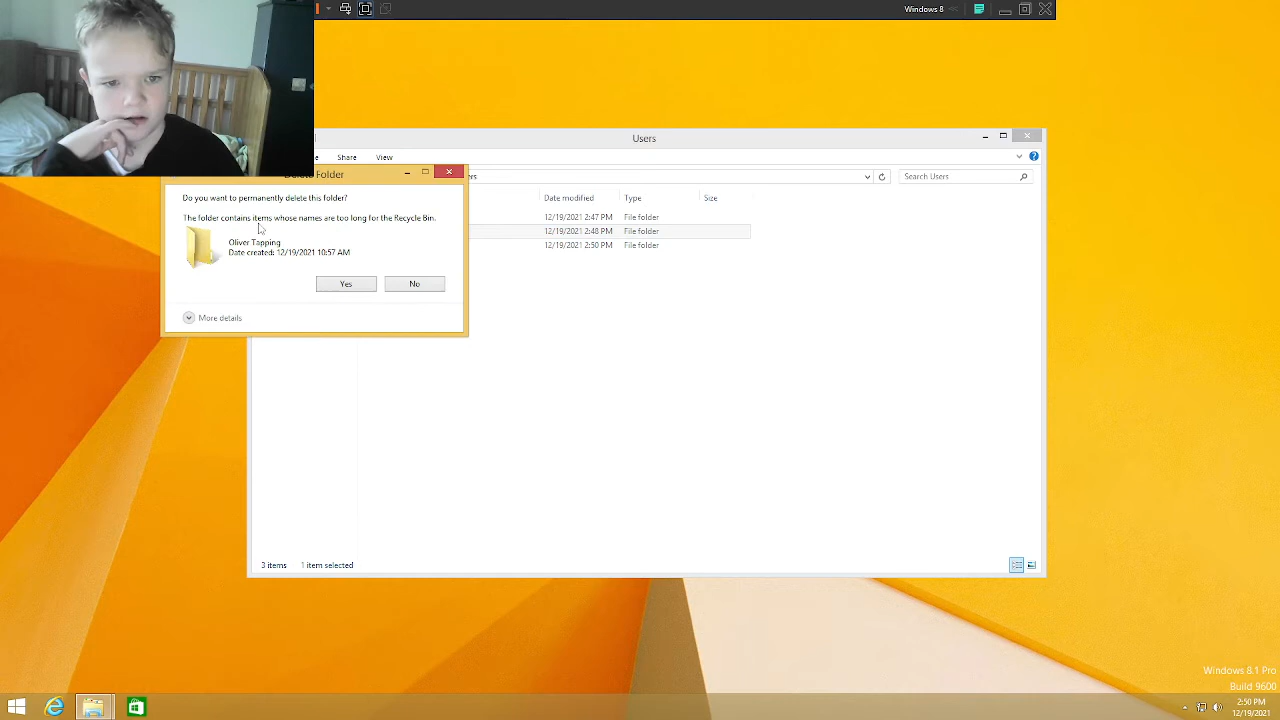 Windows 8
Users
Share View
Delete Folder
Search Users
Do you want to permanently delete this folder?
Date modified Type Size
The folder contains items whose names are too long for the Recycle Bin.
12/19/2021 2:47 PM File folder
12/19/2021 2:48 PM File folder
Oliver Tapping
12/19/2021 2:50 PM File folder
Date created: 12/19/2021 10:57 AM
Yes No
More details
3 items 1 item selected
Windows 8.1 Pro
Build 9600
2:50 PM
12/19/2021